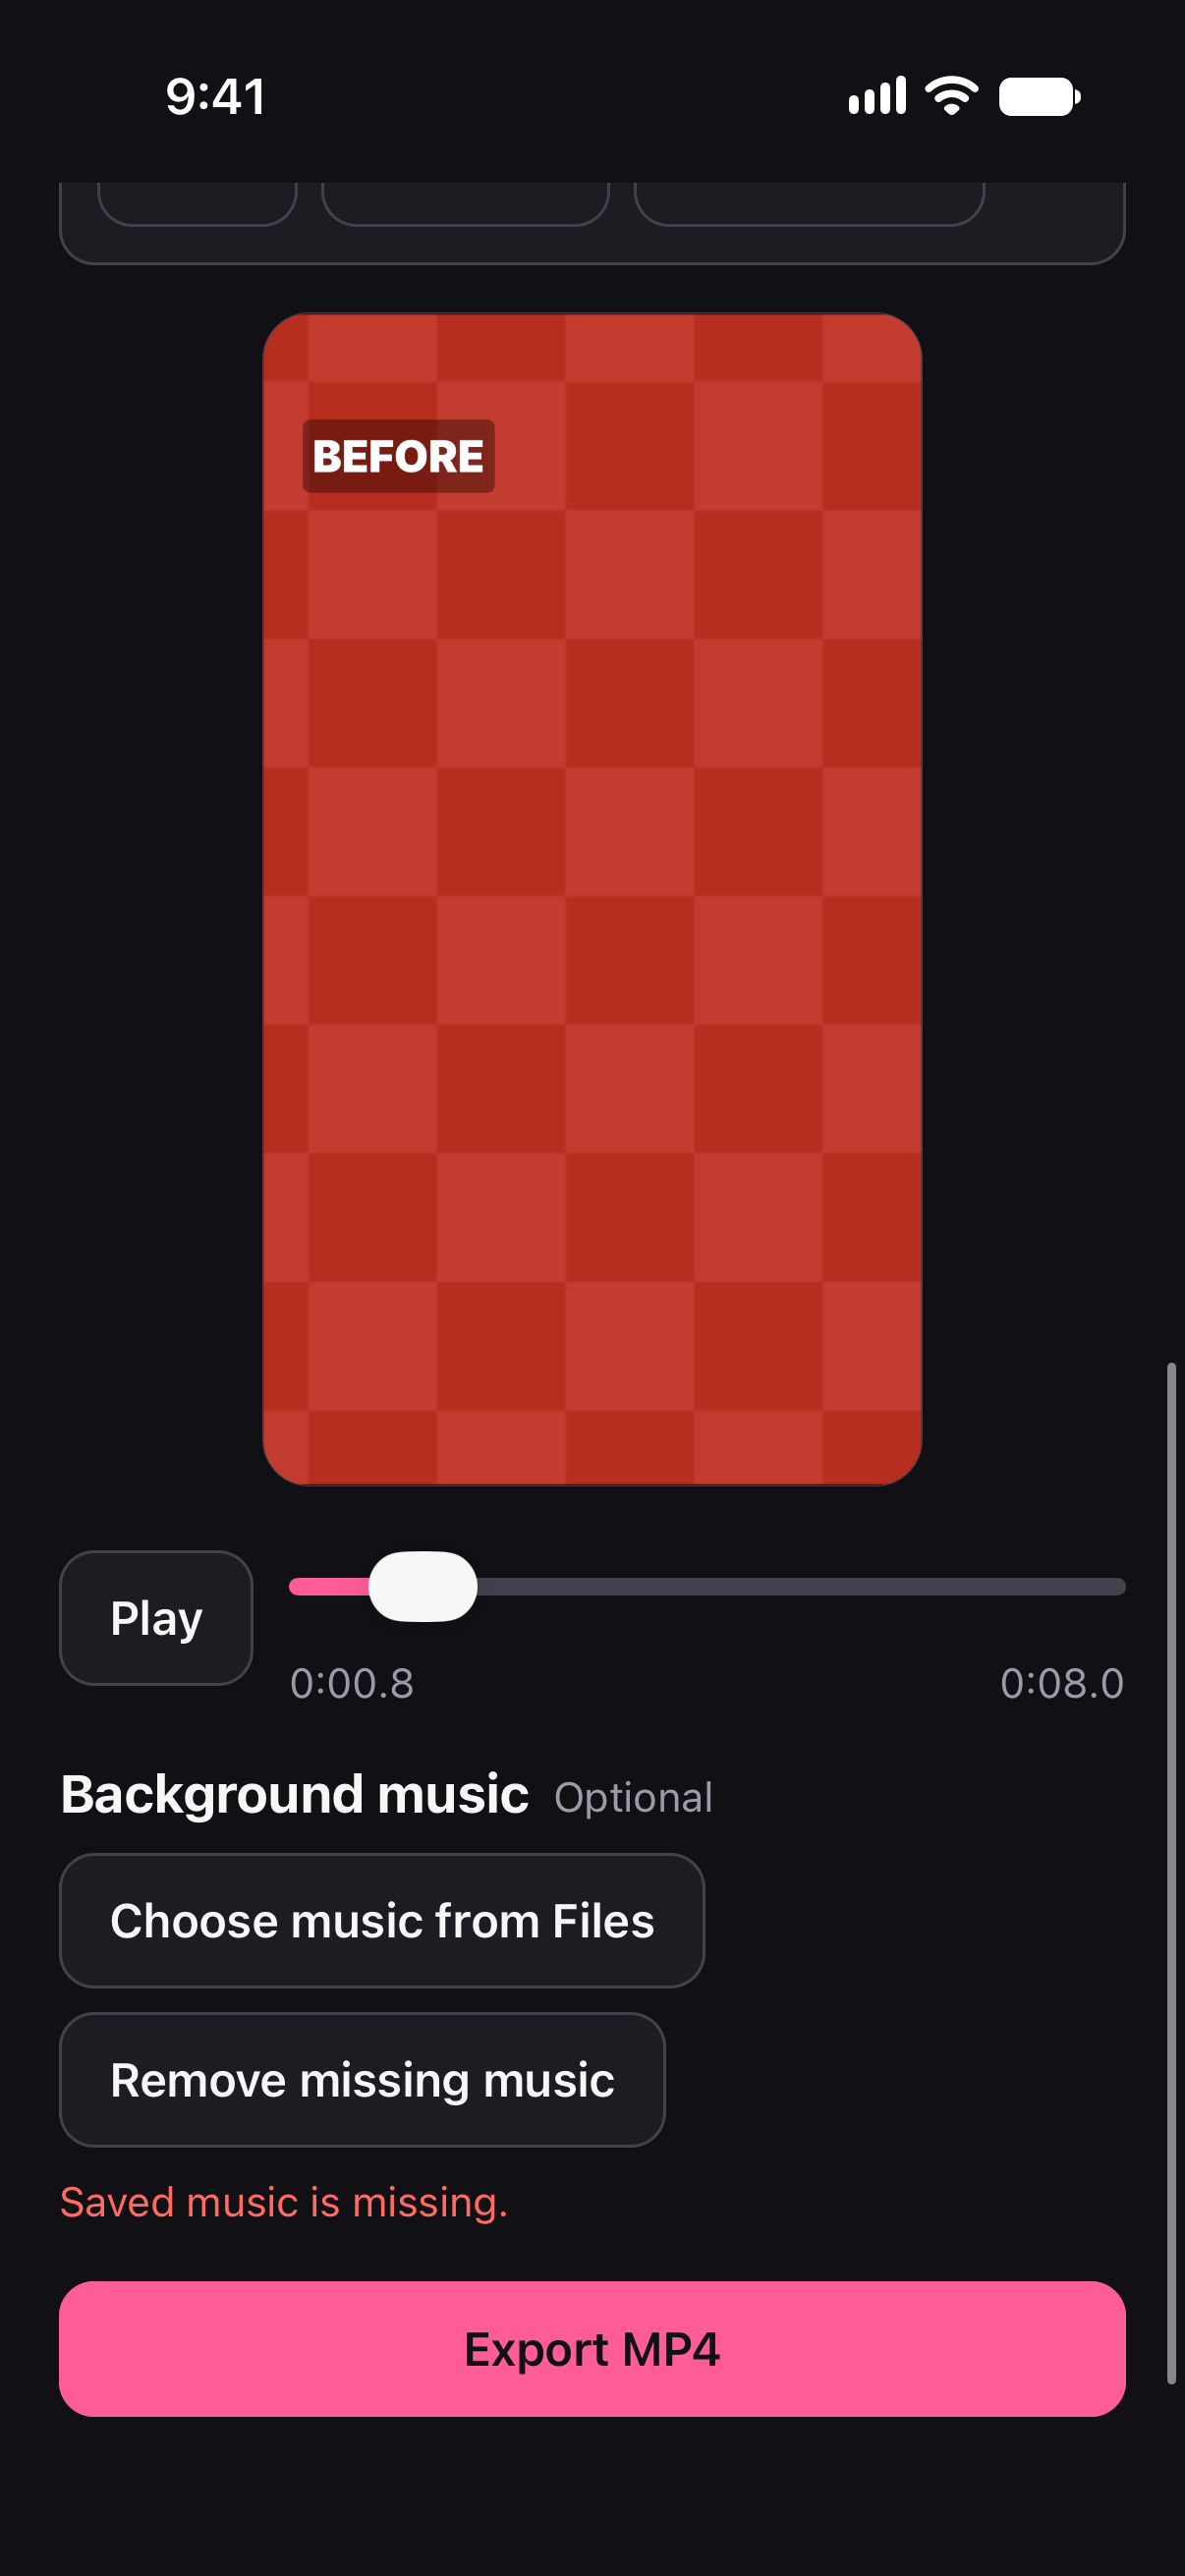 9:41
BEFORE
Play
0:00.8
0:08.0
Background music Optional
Choose music from Files
Remove missing music
Saved music is missing.
Export MP4